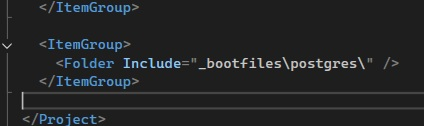 </ItemGroup>
<ItemGroup>
<Folder Include="_bootfiles\postgres\" />
</ItemGroup>
</Project>